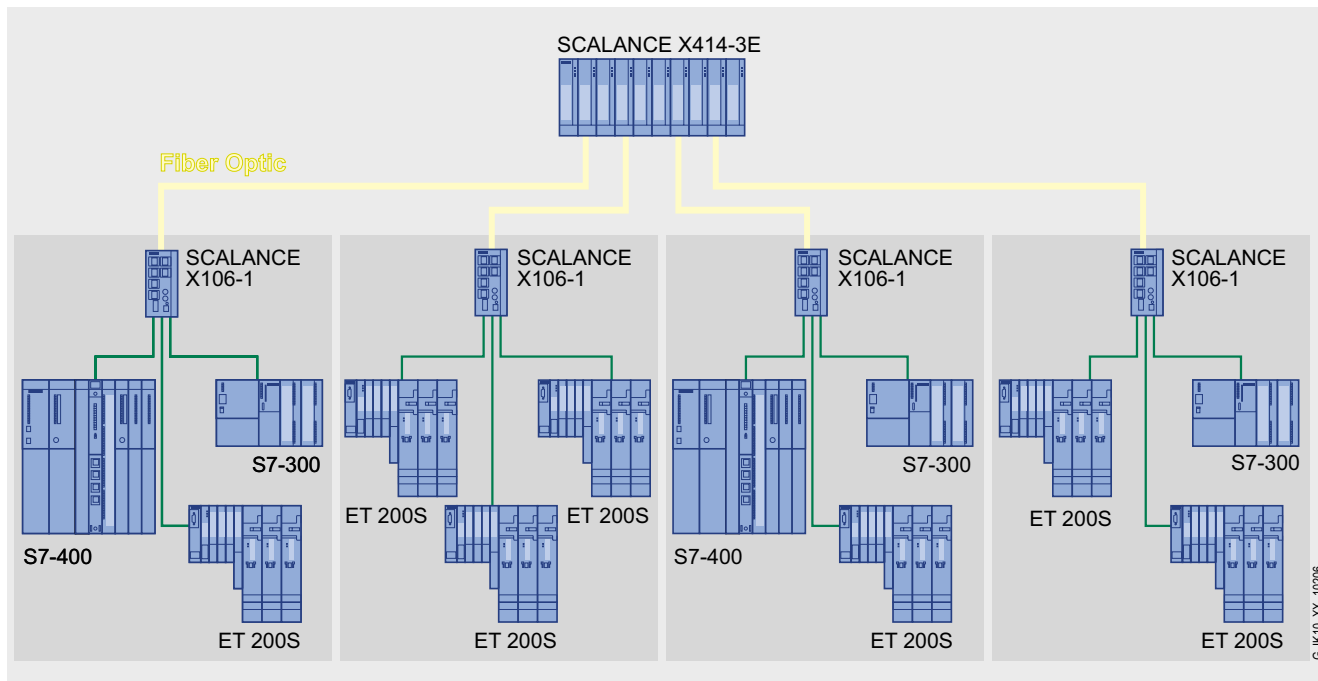 SCALANCE X414-3E
Fiber Optic
SCALANCE
X106-1
SCALANCE
X106-1
SCALANCE
X106-1
SCALANCE
X106-1
S7-300
S7-400
ET 200S
ET 200S
ET 200S
ET 200S
S7-300
S7-400
ET 200S
S7-300
ET 200S
ET 200S
G_IK10_XX_10206